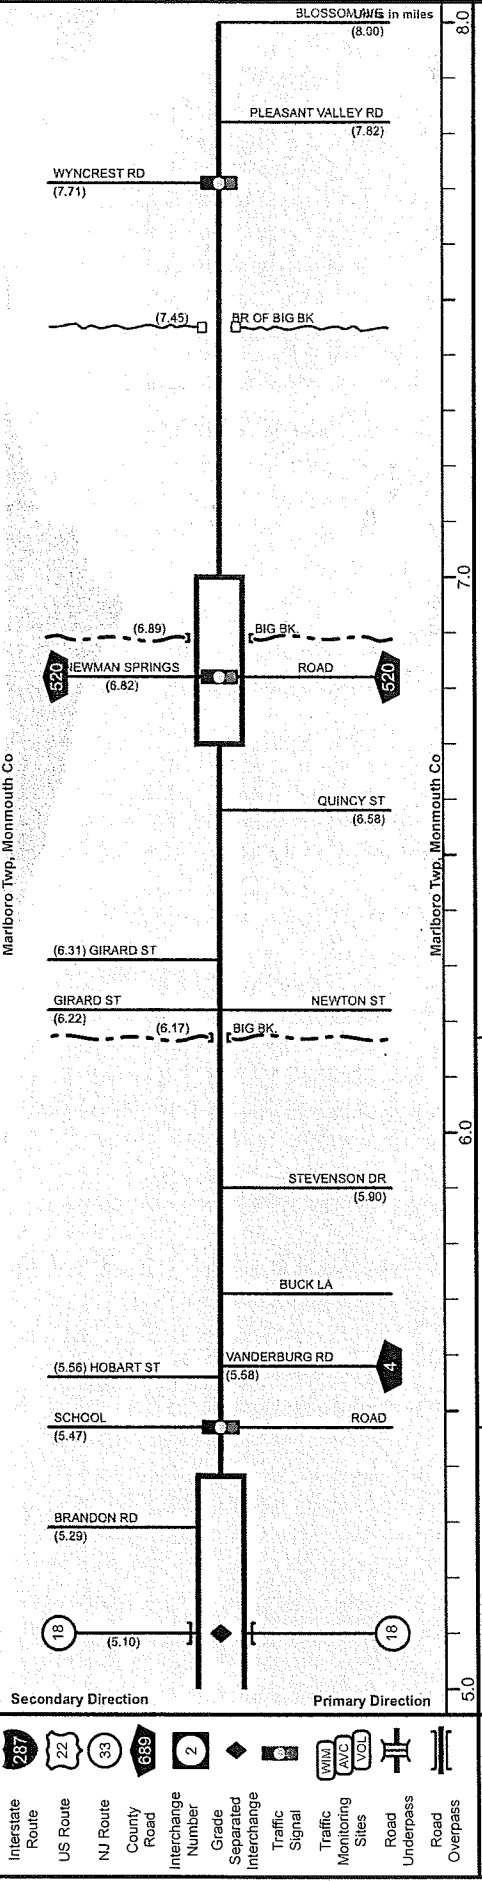 BLOSSOM AVE
Units in miles
(8.00)
8.0
PLEASANT VALLEY RD
(7.82)
WYNCREST RD
(7.71)
(7.45)
BR OF BIG BK
7.0
(6.89)
BIG BK.
520
NEWMAN SPRINGS
ROAD
520
(6.82)
Marlboro Twp, Monmouth Co
Marlboro Twp, Monmouth Co
QUINCY ST
(6.58)
(6.31) GIRARD ST
GIRARD ST
NEWTON ST
(6.22)
(6.17)
BIG BK.
6.0
STEVENSON DR
(5.90)
BUCK LA
VANDERBURG RD
4
(5.56) HOBART ST
(5.58)
SCHOOL
ROAD
(5.47)
BRANDON RD
(5.29)
18
(5.10)
18
Secondary Direction
Primary Direction
5.0
Interstate
Route
287
US Route
22
NJ Route
33
County
Road
689
Interchange
Number
2
Grade
Separated
Interchange
Traffic
Signal
Traffic
Monitoring
Sites
WIM
AVC
VOL
Road
Underpass
Road
Overpass